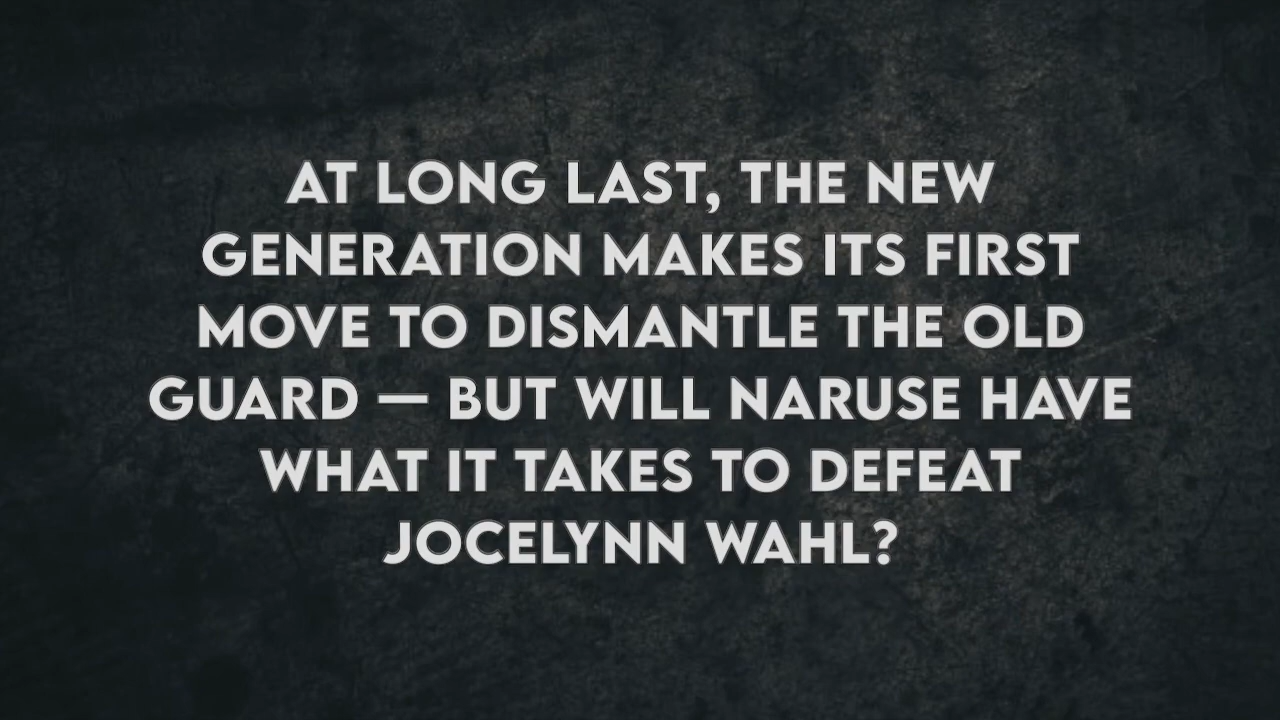 AT LONG LAST, THE NEW
GENERATION MAKES ITS FIRST
MOVE TO DISMANTLE THE OLD
GUARD — BUT WILL NARUSE HAVE
WHAT IT TAKES TO DEFEAT
JOCELYNN WAHL?